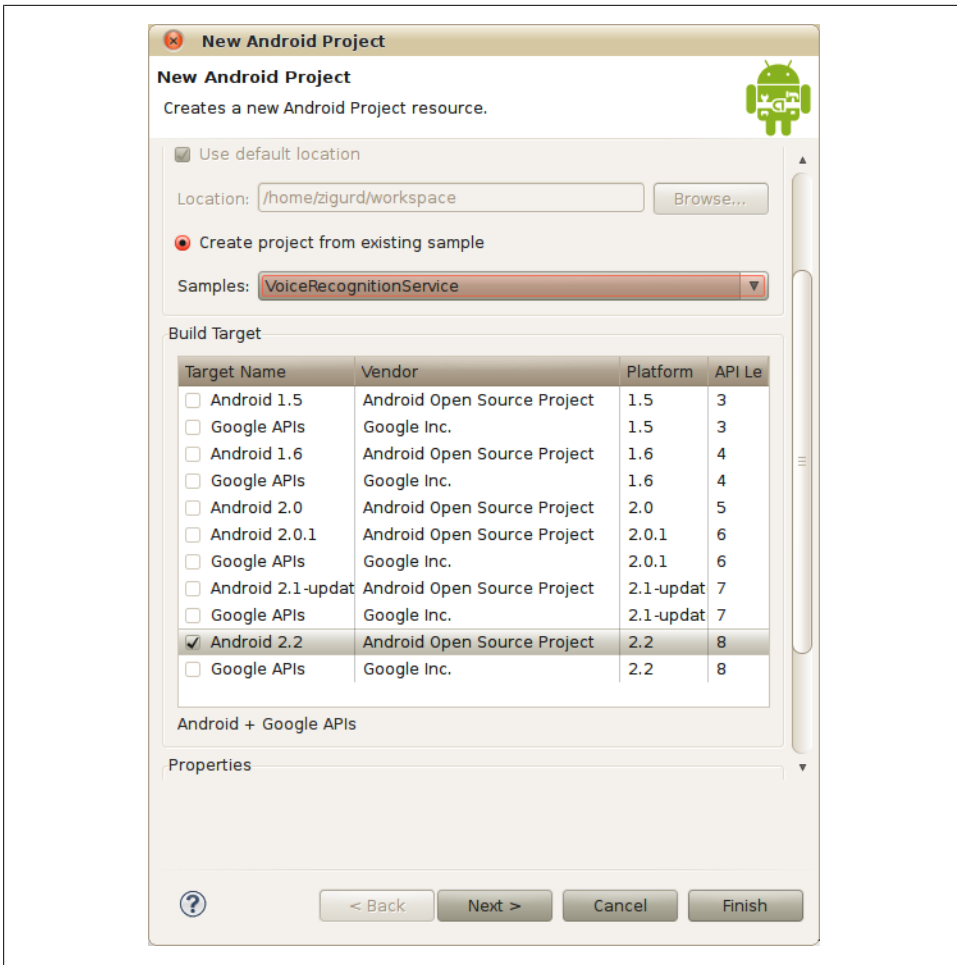 New Android Project
New Android Project
Creates a new Android Project resource.
Use default location
Location: /home/zigurd/workspace Browse...
Create project from existing sample
Samples: VoiceRecognitionService
Build Target
Target Name Vendor Platform API Le
Android 1.5 Android Open Source Project 1.5 3
Google APIs Google Inc. 1.5 3
Android 1.6 Android Open Source Project 1.6 4
Google APIs Google Inc. 1.6 4
Android 2.0 Android Open Source Project 2.0 5
Android 2.0.1 Android Open Source Project 2.0.1 6
Google APIs Google Inc. 2.0.1 6
Android 2.1-updat Android Open Source Project 2.1-updat 7
Google APIs Google Inc. 2.1-updat 7
Android 2.2 Android Open Source Project 2.2 8
Google APIs Google Inc. 2.2 8
Android + Google APIs
Properties
? < Back Next > Cancel Finish